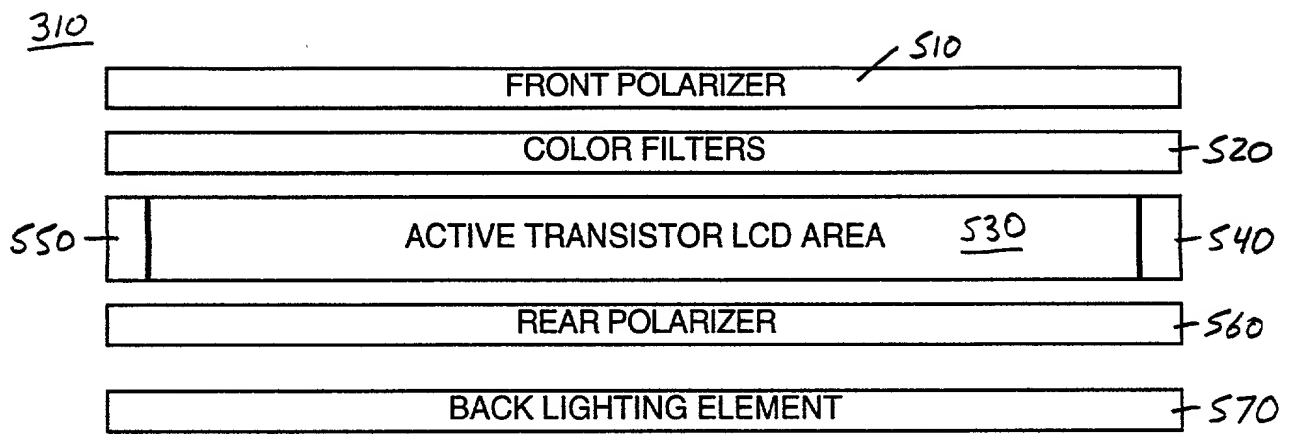 310
510
FRONT POLARIZER
COLOR FILTERS 520
550 ACTIVE TRANSISTOR LCD AREA 530 540
REAR POLARIZER 560
BACK LIGHTING ELEMENT 570